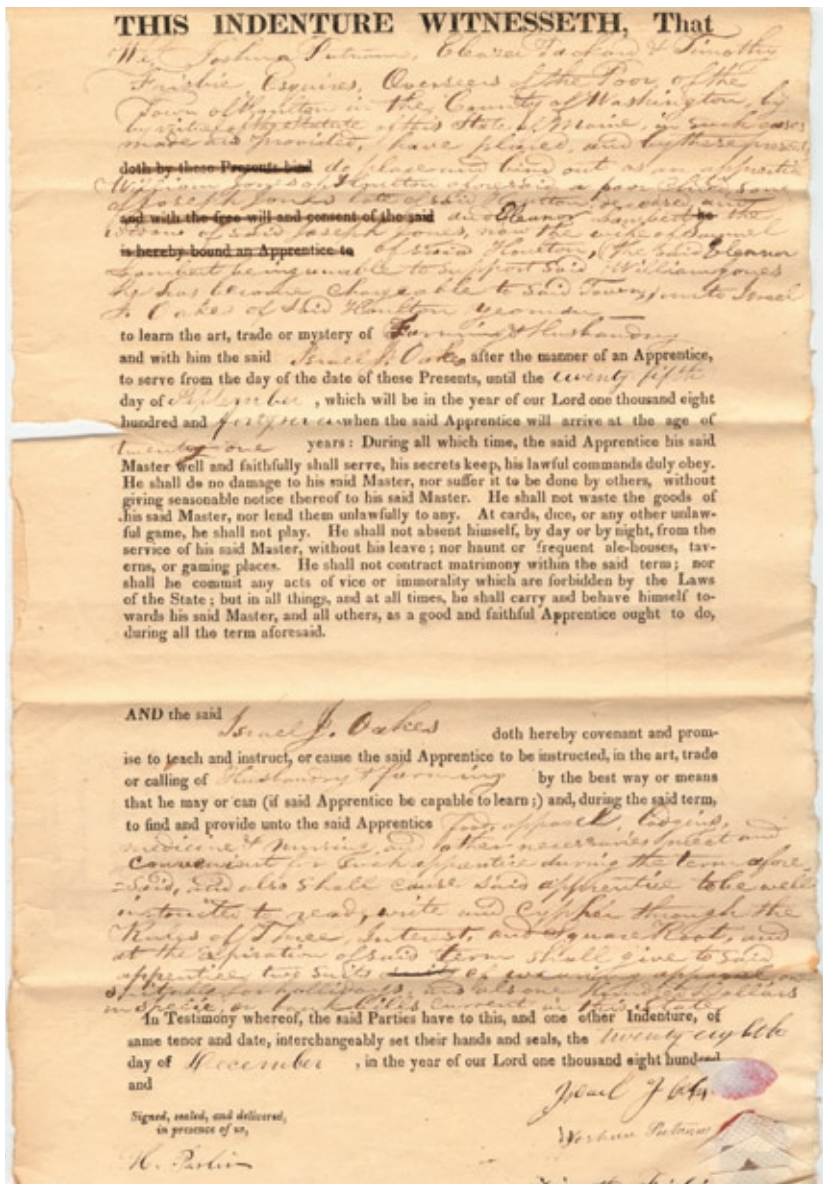 THIS INDENTURE WITNESSETH, That
We Joshua Putnam, Eleazer Packard & Timothy
Frisbie, Esquires, Overseers of the Poor, of the
Town of Houlton in the County of Washington, by
by virtue of the Statute of this State of Maine, in such cases
made and provided, have placed, and by these presents
doth by these Presents bind do place and bind out as an apprentice
William Jones of Houlton aforesaid a poor child, son
of Joseph Jones late of said Houlton
and with the free will and consent of the said Eleanor he the
widow of said Joseph Jones, now the wife of Samuel
is hereby bound an Apprentice to of said Houlton, the said Eleanor
being unable to support said William Jones
he has become chargeable to said Town, unto Israel
J. Oakes of said Houlton yeoman
to learn the art, trade or mystery of Farming & Husbandry
and with him the said Israel J. Oakes after the manner of an Apprentice,
to serve from the day of the date of these Presents, until the twenty fifth
day of September , which will be in the year of our Lord one thousand eight
hundred and when the said Apprentice will arrive at the age of
twenty one years: During all which time, the said Apprentice his said
Master well and faithfully shall serve, his secrets keep, his lawful commands duly obey.
He shall do no damage to his said Master, nor suffer it to be done by others, without
giving seasonable notice thereof to his said Master. He shall not waste the goods of
his said Master, nor lend them unlawfully to any. At cards, dice, or any other unlaw-
ful game, he shall not play. He shall not absent himself, by day or by night, from the
service of his said Master, without his leave; nor haunt or frequent ale-houses, tav-
erns, or gaming places. He shall not contract matrimony within the said term; nor
shall he commit any acts of vice or immorality which are forbidden by the Laws
of the State; but in all things, and at all times, he shall carry and behave himself to-
wards his said Master, and all others, as a good and faithful Apprentice ought to do,
during all the term aforesaid.
AND the said Israel J. Oakes doth hereby covenant and prom-
ise to teach and instruct, or cause the said Apprentice to be instructed, in the art, trade
or calling of Husbandry & farming by the best way or means
that he may or can (if said Apprentice be capable to learn;) and, during the said term,
to find and provide unto the said Apprentice food, apparel, lodging,
medicine & nursing, and other necessaries meet and
convenient for such apprentice during the term afore
said, and also shall cause said apprentice to be well
instructed to read, write and cypher through the
Rules of Three, Interest, and Square Root, and
at the expiration of said term shall give to said
apprentice two suits of wearing apparel one
suitable for hollidays, and also one Hundred Dollars
in specie, or bank bills current in this State
In Testimony whereof, the said Parties have to this, and one other Indenture, of
same tenor and date, interchangeably set their hands and seals, the twenty eighth
day of December , in the year of our Lord one thousand eight hundred
and
Signed, sealed, and delivered,
in presence of us,
Israel J.
Joshua Putnam
H. Parlin